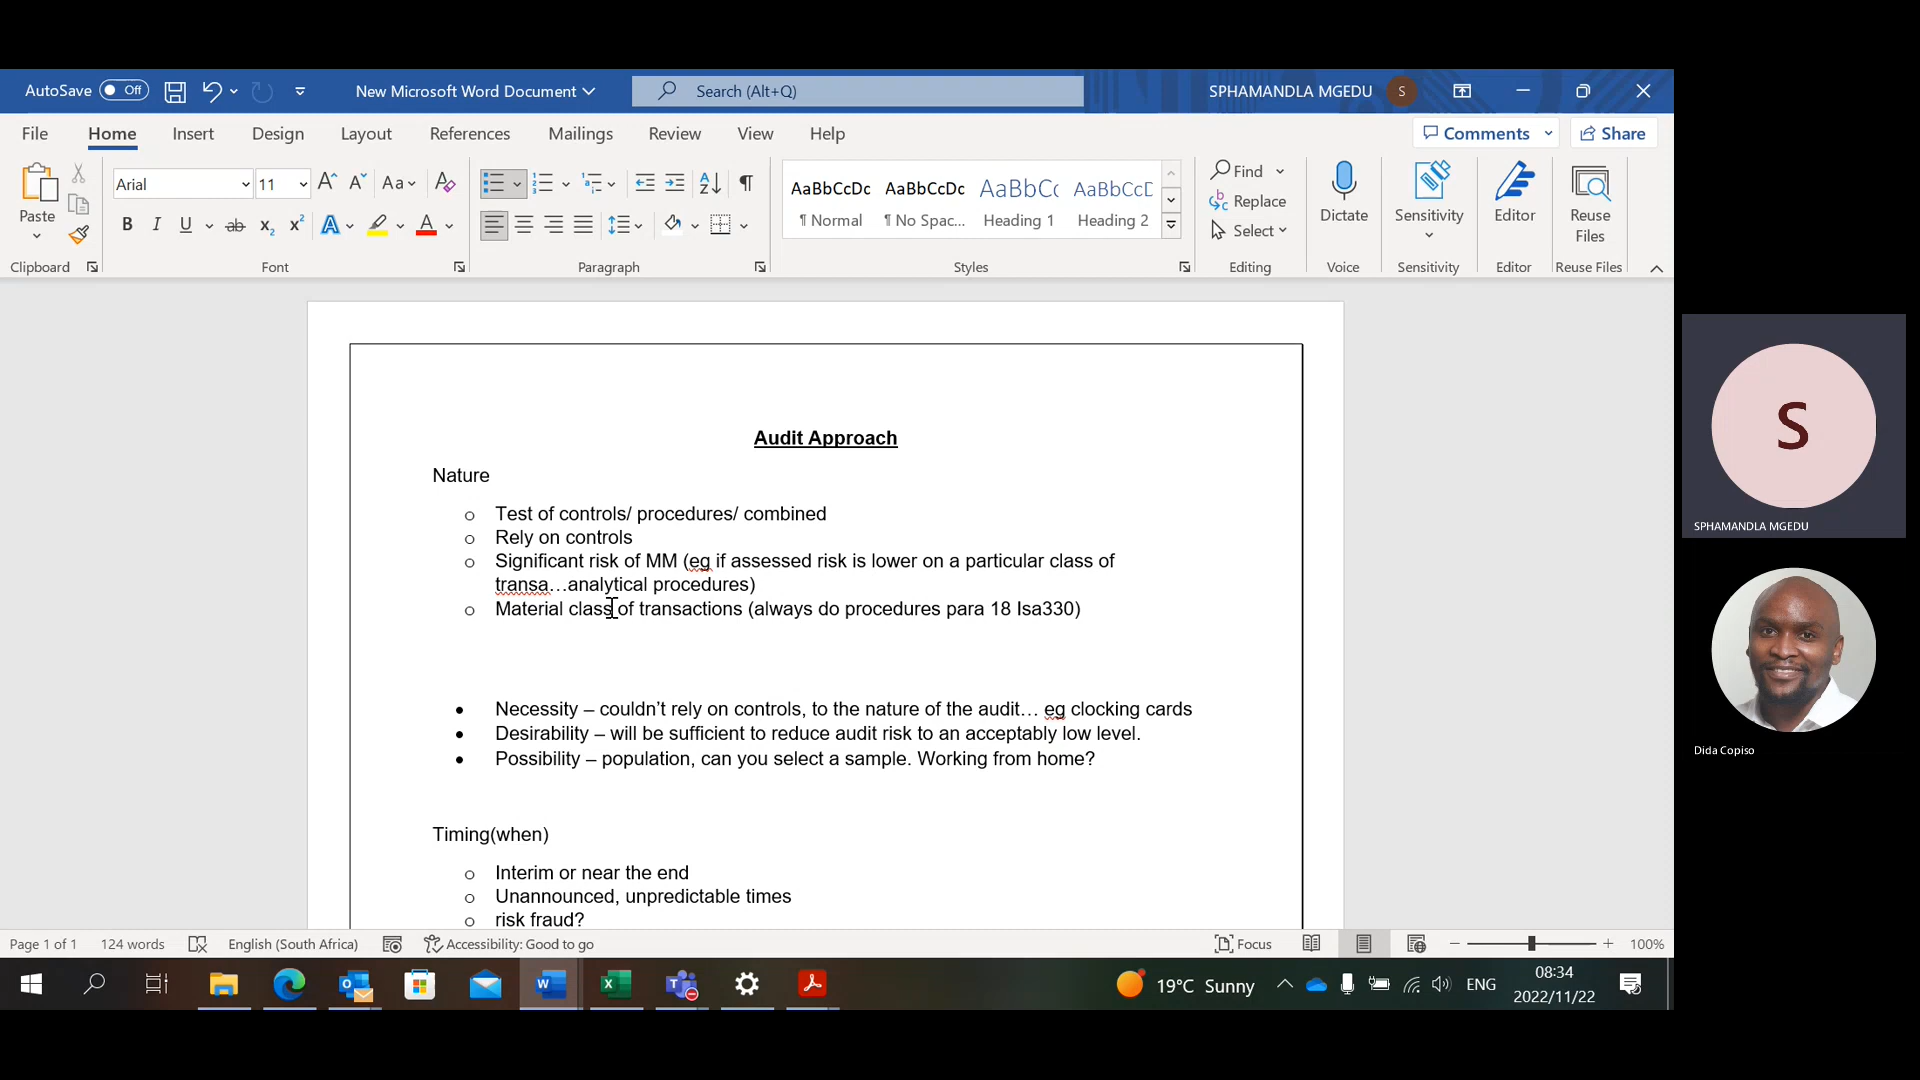 AutoSave Off New Microsoft Word Document Search (Alt+Q) SPHAMANDLA MGEDU S
File Home Insert Design Layout References Mailings Review View Help Comments Share
Paste Arial 11 Aa
AaBbCcDc AaBbCcDc AaBbCc AaBbCcE
¶ Normal ¶ No Spac... Heading 1 Heading 2
Find
Replace
Select
Dictate Sensitivity Editor Reuse Files
Clipboard Font Paragraph Styles Editing Voice Sensitivity Editor Reuse Files
Audit Approach
Nature
o Test of controls/ procedures/ combined
o Rely on controls
o Significant risk of MM (eg if assessed risk is lower on a particular class of
transa…analytical procedures)
o Material class of transactions (always do procedures para 18 Isa330)
• Necessity – couldn’t rely on controls, to the nature of the audit… eg clocking cards
• Desirability – will be sufficient to reduce audit risk to an acceptably low level.
• Possibility – population, can you select a sample. Working from home?
Timing(when)
o Interim or near the end
o Unannounced, unpredictable times
o risk fraud?
Page 1 of 1 124 words English (South Africa) Accessibility: Good to go Focus 100%
19°C Sunny ENG 08:34
2022/11/22
S
SPHAMANDLA MGEDU
Dida Copiso